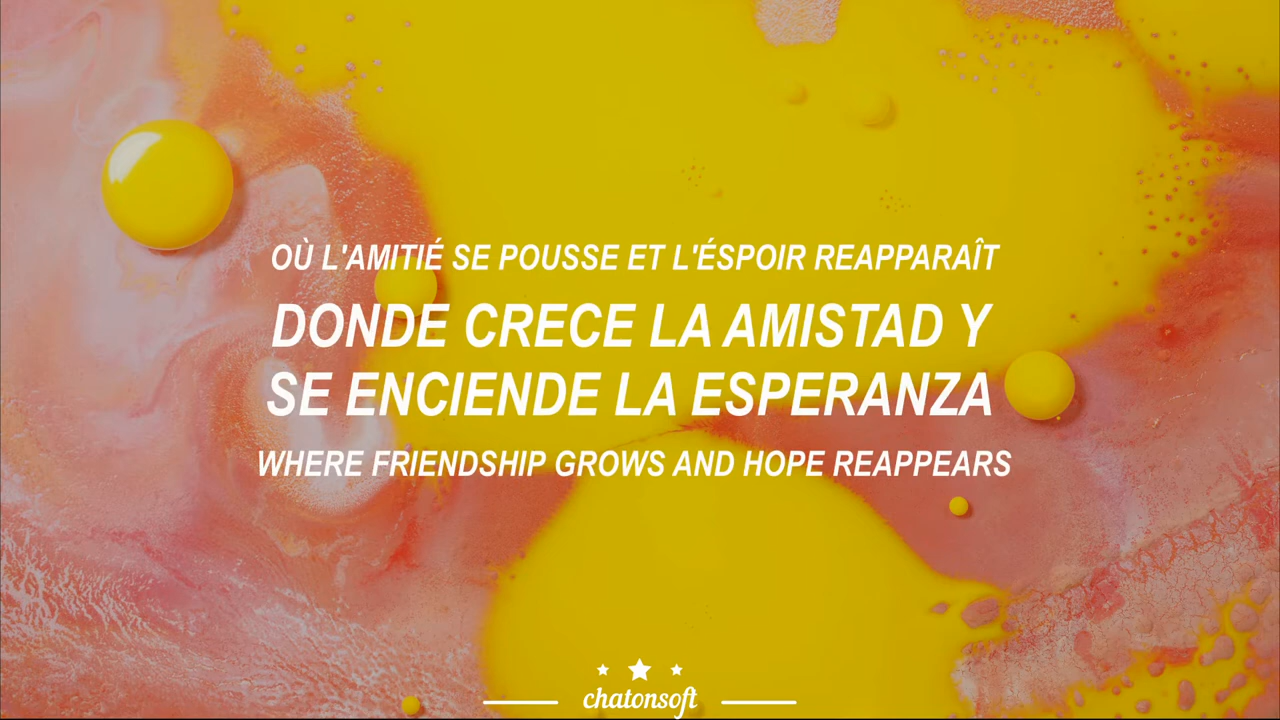 OÙ L'AMITIÉ SE POUSSE ET L'ÉSPOIR REAPPARAÎT
DONDE CRECE LA AMISTAD Y
SE ENCIENDE LA ESPERANZA
WHERE FRIENDSHIP GROWS AND HOPE REAPPEARS
chatonsoft